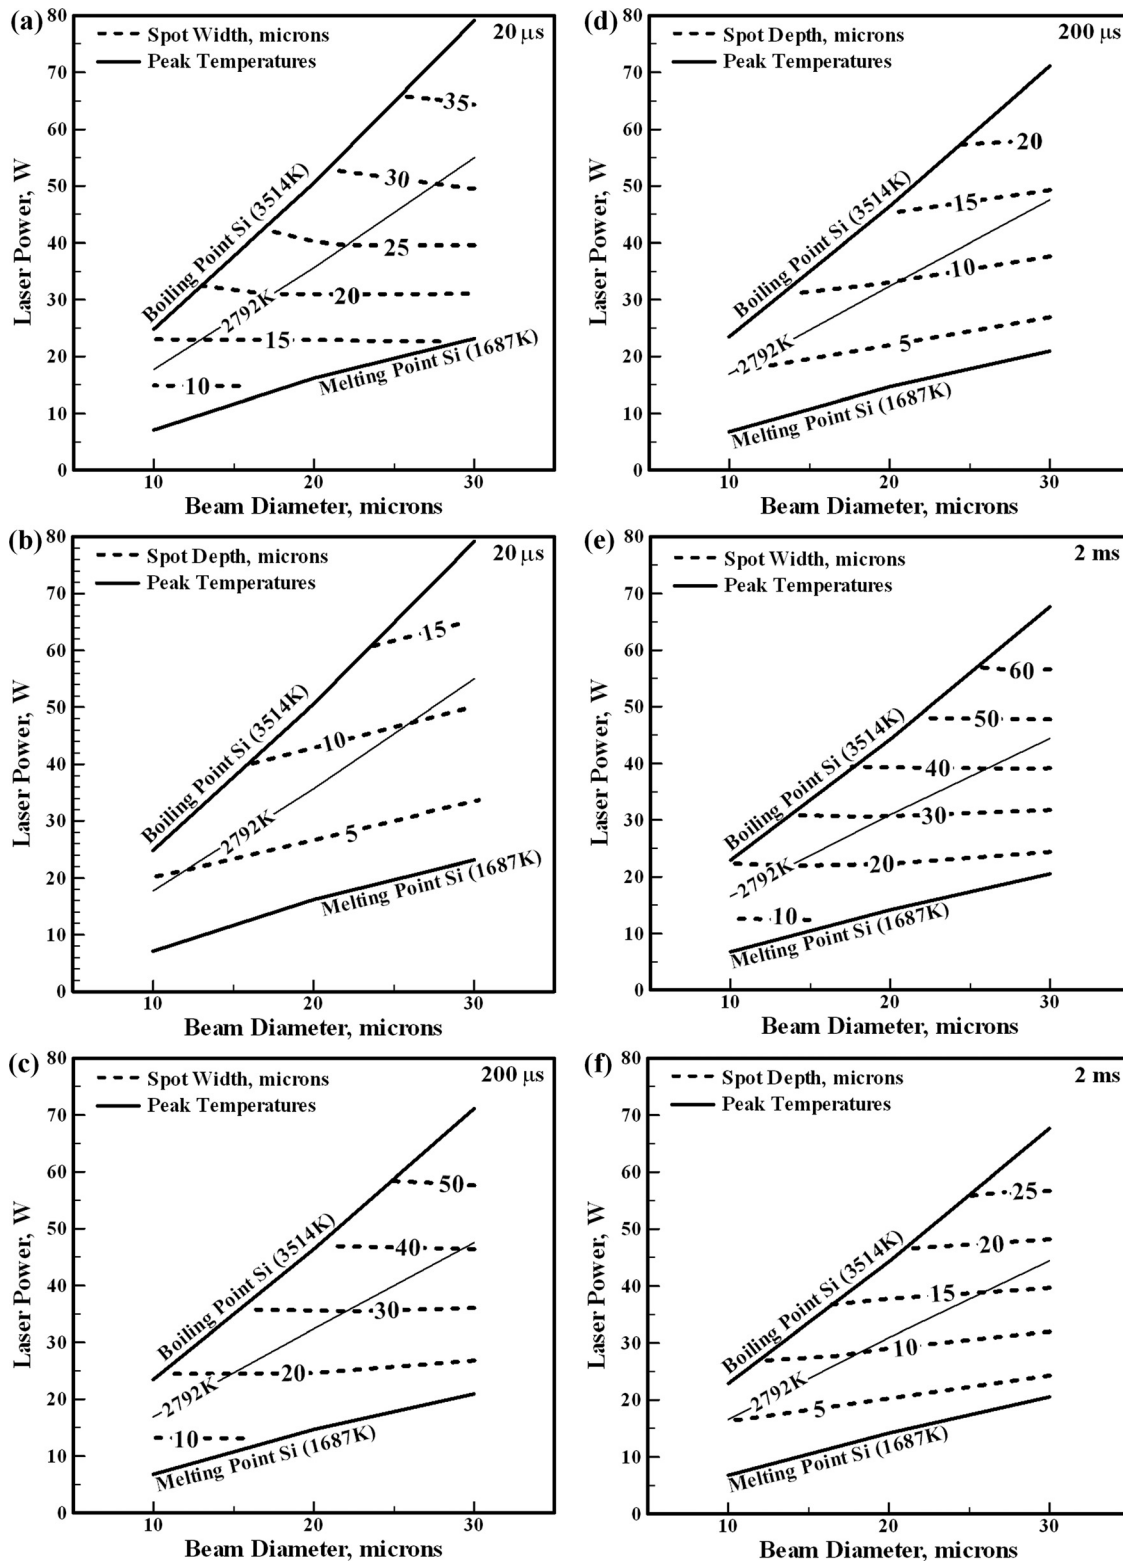 (a)
20 μs
Spot Width, microns
Peak Temperatures
80
70
60
50
40
30
20
10
0
Laser Power, W
35
30
25
20
15
10
Boiling Point Si (3514K)
2792K
Melting Point Si (1687K)
10
20
30
Beam Diameter, microns
(b)
20 μs
Spot Depth, microns
Peak Temperatures
80
70
60
50
40
30
20
10
0
Laser Power, W
15
10
5
Boiling Point Si (3514K)
2792K
Melting Point Si (1687K)
10
20
30
Beam Diameter, microns
(c)
200 μs
Spot Width, microns
Peak Temperatures
80
70
60
50
40
30
20
10
0
Laser Power, W
50
40
30
20
10
Boiling Point Si (3514K)
2792K
Melting Point Si (1687K)
10
20
30
Beam Diameter, microns
(d)
200 μs
Spot Depth, microns
Peak Temperatures
80
70
60
50
40
30
20
10
0
Laser Power, W
20
15
10
5
Boiling Point Si (3514K)
2792K
Melting Point Si (1687K)
10
20
30
Beam Diameter, microns
(e)
2 ms
Spot Width, microns
Peak Temperatures
80
70
60
50
40
30
20
10
0
Laser Power, W
60
50
40
30
20
10
Boiling Point Si (3514K)
2792K
Melting Point Si (1687K)
10
20
30
Beam Diameter, microns
(f)
2 ms
Spot Depth, microns
Peak Temperatures
80
70
60
50
40
30
20
10
0
Laser Power, W
25
20
15
10
5
Boiling Point Si (3514K)
2792K
Melting Point Si (1687K)
10
20
30
Beam Diameter, microns